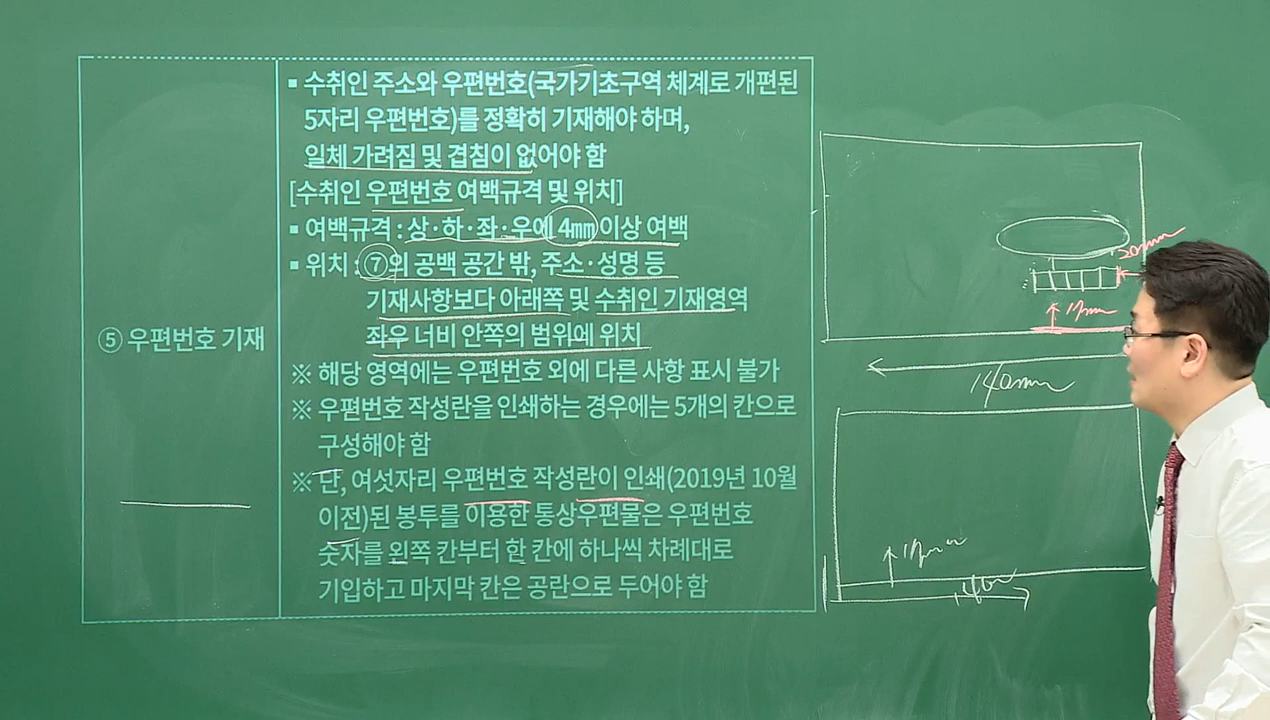 ⑤ 우편번호 기재
▪ 수취인 주소와 우편번호(국가기초구역 체계로 개편된
5자리 우편번호)를 정확히 기재해야 하며,
일체 가려짐 및 겹침이 없어야 함
[수취인 우편번호 여백규격 및 위치]
▪ 여백규격 : 상·하·좌·우에 4㎜ 이상 여백
▪ 위치 : ⑦의 공백 공간 밖, 주소·성명 등
기재사항보다 아래쪽 및 수취인 기재영역
좌우 너비 안쪽의 범위에 위치
※ 해당 영역에는 우편번호 외에 다른 사항 표시 불가
※ 우편번호 작성란을 인쇄하는 경우에는 5개의 칸으로
구성해야 함
※ 단, 여섯자리 우편번호 작성란이 인쇄(2019년 10월
이전)된 봉투를 이용한 통상우편물은 우편번호
숫자를 왼쪽 칸부터 한 칸에 하나씩 차례대로
기입하고 마지막 칸은 공란으로 두어야 함
20mm
17mm
140mm
17mm
140